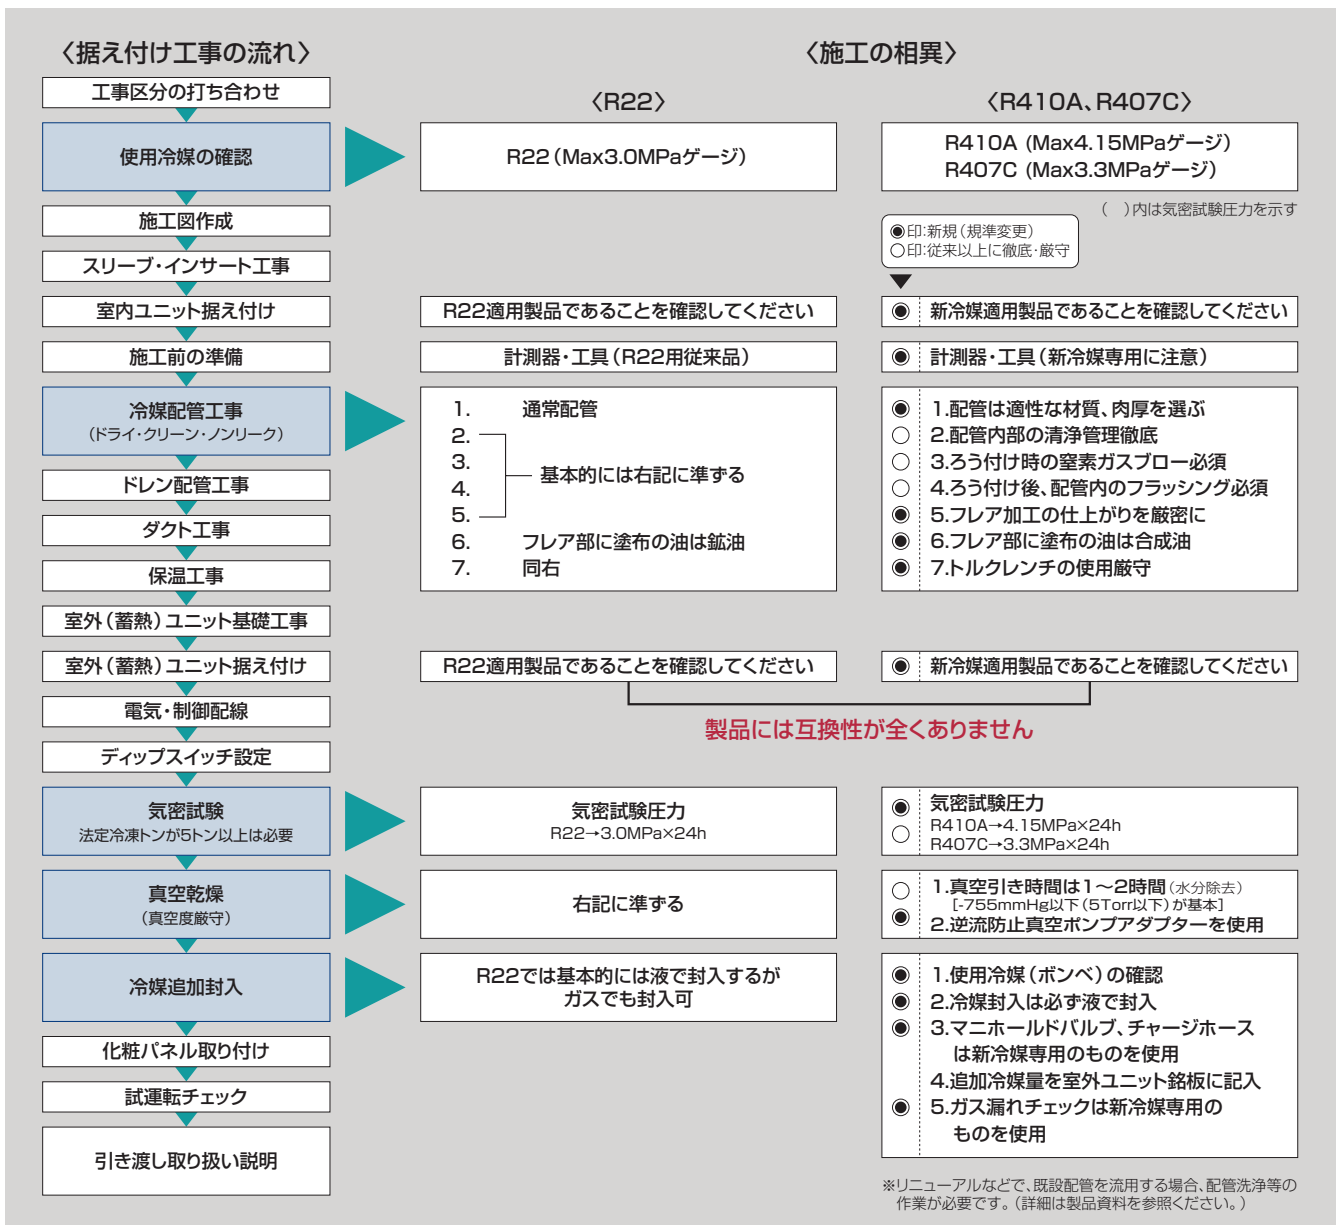 〈据え付け工事の流れ〉
工事区分の打ち合わせ
使用冷媒の確認
施工図作成
スリーブ・インサート工事
室内ユニット据え付け
施工前の準備
冷媒配管工事
(ドライ・クリーン・ノンリーク)
ドレン配管工事
ダクト工事
保温工事
室外(蓄熱)ユニット基礎工事
室外(蓄熱)ユニット据え付け
電気・制御配線
ディップスイッチ設定
気密試験
法定冷凍トンが5トン以上は必要
真空乾燥
(真空度厳守)
冷媒追加封入
化粧パネル取り付け
試運転チェック
引き渡し取り扱い説明
〈施工の相異〉
〈R22〉
R22(Max3.0MPaゲージ)
R22適用製品であることを確認してください
計測器・工具(R22用従来品)
1. 通常配管
2.
3.
4.
5.
基本的には右記に準ずる
6. フレア部に塗布の油は鉱油
7. 同右
R22適用製品であることを確認してください
気密試験圧力
R22→3.0MPa×24h
右記に準ずる
R22では基本的には液で封入するが
ガスでも封入可
〈R410A、R407C〉
R410A (Max4.15MPaゲージ)
R407C (Max3.3MPaゲージ)
( )内は気密試験圧力を示す
◉印:新規(規準変更)
○印:従来以上に徹底・厳守
◉ 新冷媒適用製品であることを確認してください
◉ 計測器・工具(新冷媒専用に注意)
◉ 1.配管は適性な材質、肉厚を選ぶ
○ 2.配管内部の清浄管理徹底
○ 3.ろう付け時の窒素ガスブロー必須
○ 4.ろう付け後、配管内のフラッシング必須
◉ 5.フレア加工の仕上がりを厳密に
◉ 6.フレア部に塗布の油は合成油
◉ 7.トルクレンチの使用厳守
◉ 新冷媒適用製品であることを確認してください
製品には互換性が全くありません
◉ 気密試験圧力
○ R410A→4.15MPa×24h
R407C→3.3MPa×24h
○ 1.真空引き時間は1〜2時間(水分除去)
[-755mmHg以下(5Torr以下)が基本]
◉ 2.逆流防止真空ポンプアダプターを使用
◉ 1.使用冷媒(ボンベ)の確認
◉ 2.冷媒封入は必ず液で封入
◉ 3.マニホールドバルブ、チャージホース
は新冷媒専用のものを使用
4.追加冷媒量を室外ユニット銘板に記入
◉ 5.ガス漏れチェックは新冷媒専用の
ものを使用
※リニューアルなどで、既設配管を流用する場合、配管洗浄等の
作業が必要です。(詳細は製品資料を参照ください。)